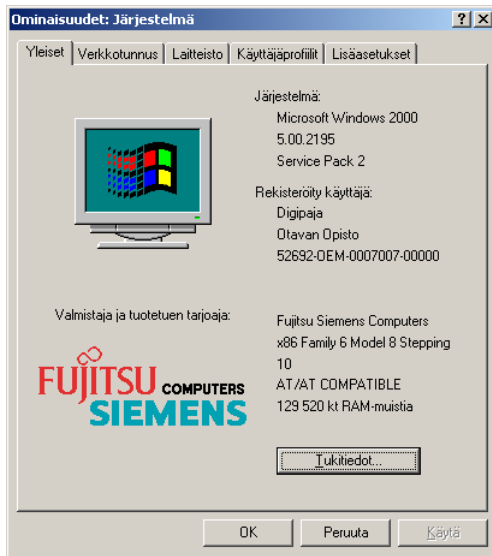 Ominaisuudet: Järjestelmä
Yleiset
Verkkotunnus
Laitteisto
Käyttäjäprofiilit
Lisäasetukset
Järjestelmä:
Microsoft Windows 2000
5.00.2195
Service Pack 2
Rekisteröity käyttäjä:
Digipaja
Otavan Opisto
52692-OEM-0007007-00000
Valmistaja ja tuotetuen tarjoaja:
Fujitsu Siemens Computers
x86 Family 6 Model 8 Stepping
10
AT/AT COMPATIBLE
129 520 kt RAM-muistia
FUJITSU COMPUTERS
SIEMENS
Tukitiedot...
OK
Peruuta
Käytä